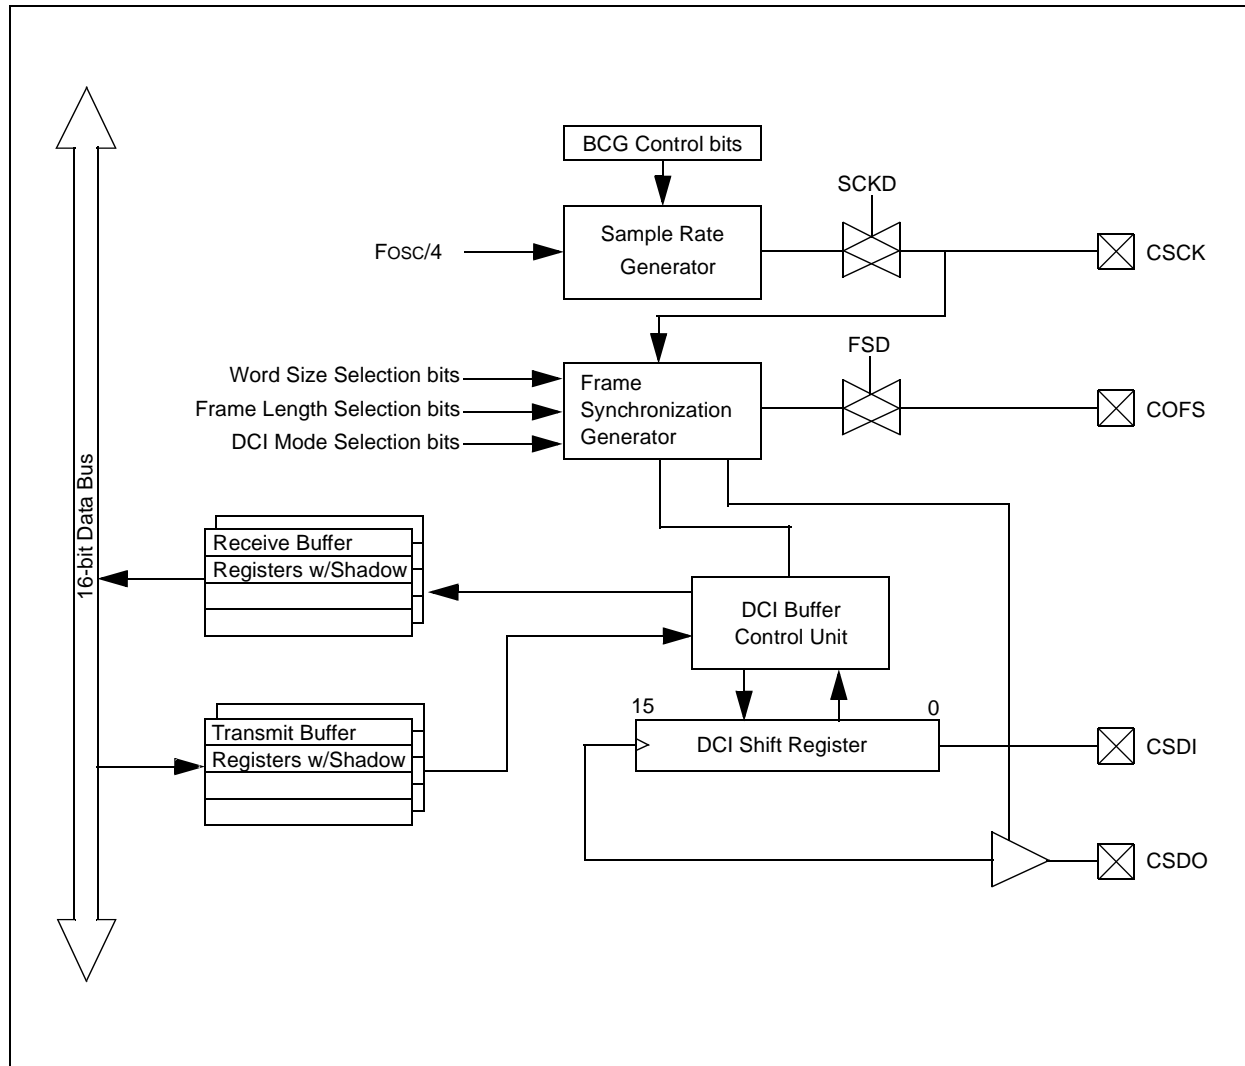 BCG Control bits
SCKD
Sample Rate
Generator
FOSC/4
CSCK
FSD
Word Size Selection bits
Frame Length Selection bits
DCI Mode Selection bits
Frame
Synchronization
Generator
COFS
16-bit Data Bus
Receive Buffer
Registers w/Shadow
DCI Buffer
Control Unit
Transmit Buffer
Registers w/Shadow
15
0
DCI Shift Register
CSDI
CSDO